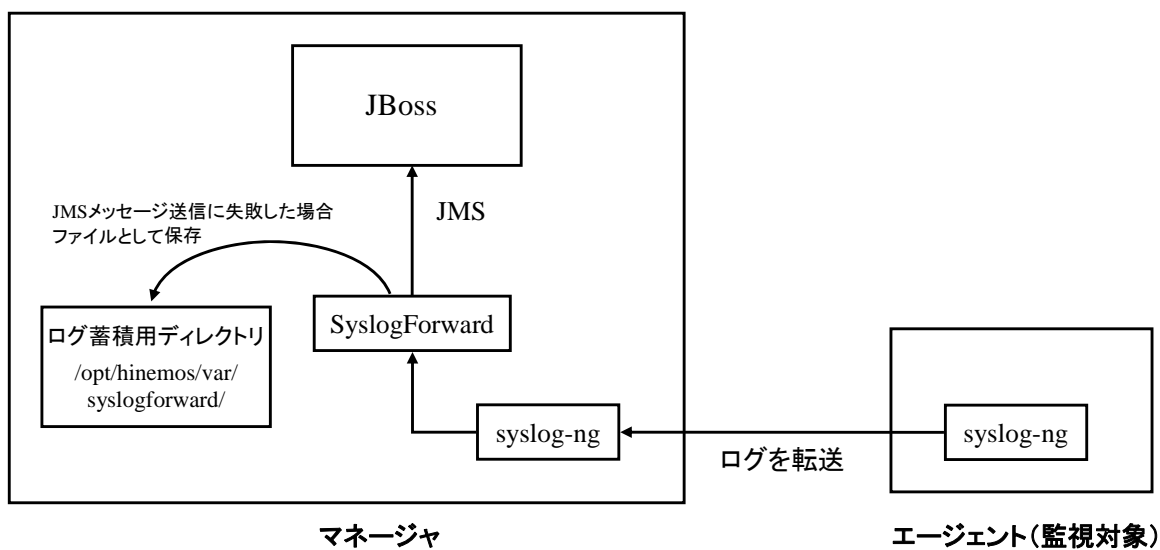 JBoss
JMSメッセージ送信に失敗した場合
ファイルとして保存
JMS
ログ蓄積用ディレクトリ
/opt/hinemos/var/
syslogforward/
SyslogForward
syslog-ng
ログを転送
syslog-ng
マネージャ
エージェント（監視対象）